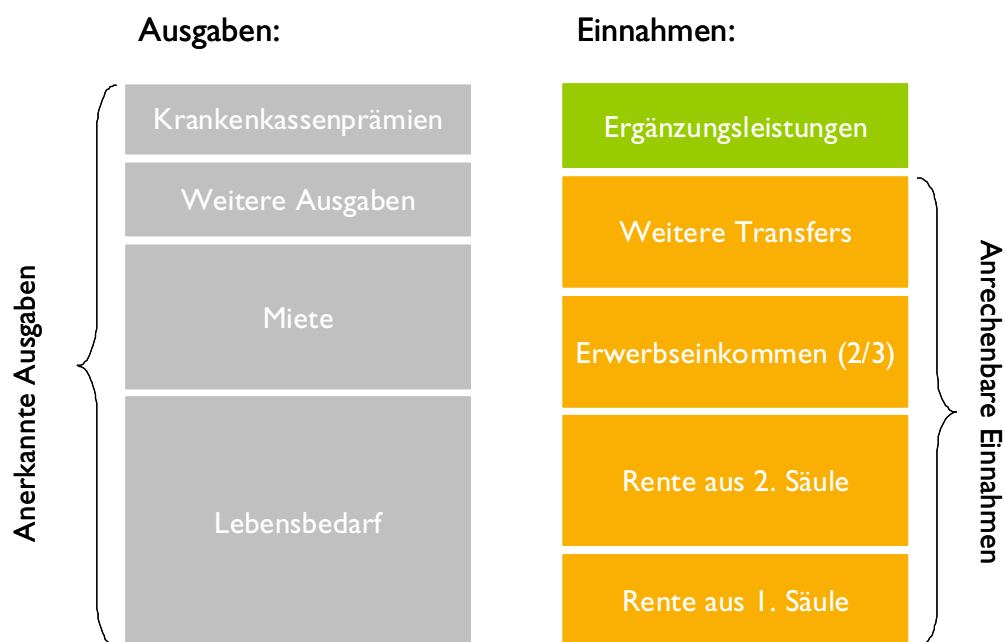 Ausgaben:
Einnahmen:
Krankenkassenprämien
Weitere Ausgaben
Miete
Lebensbedarf
Anerkannte Ausgaben
Ergänzungsleistungen
Weitere Transfers
Erwerbseinkommen (2/3)
Rente aus 2. Säule
Rente aus 1. Säule
Anrechenbare Einnahmen